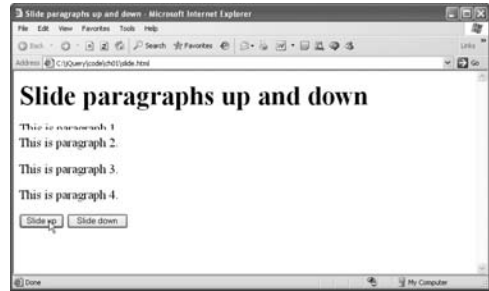 Slide paragraphs up and down - Microsoft Internet Explorer
File Edit View Favorites Tools Help
Back Search Favorites
Links
Address C:\jQuery\code\ch01\slide.html Go
Slide paragraphs up and down
This is paragraph 1
This is paragraph 2.
This is paragraph 3.
This is paragraph 4.
Slide up Slide down
Done My Computer